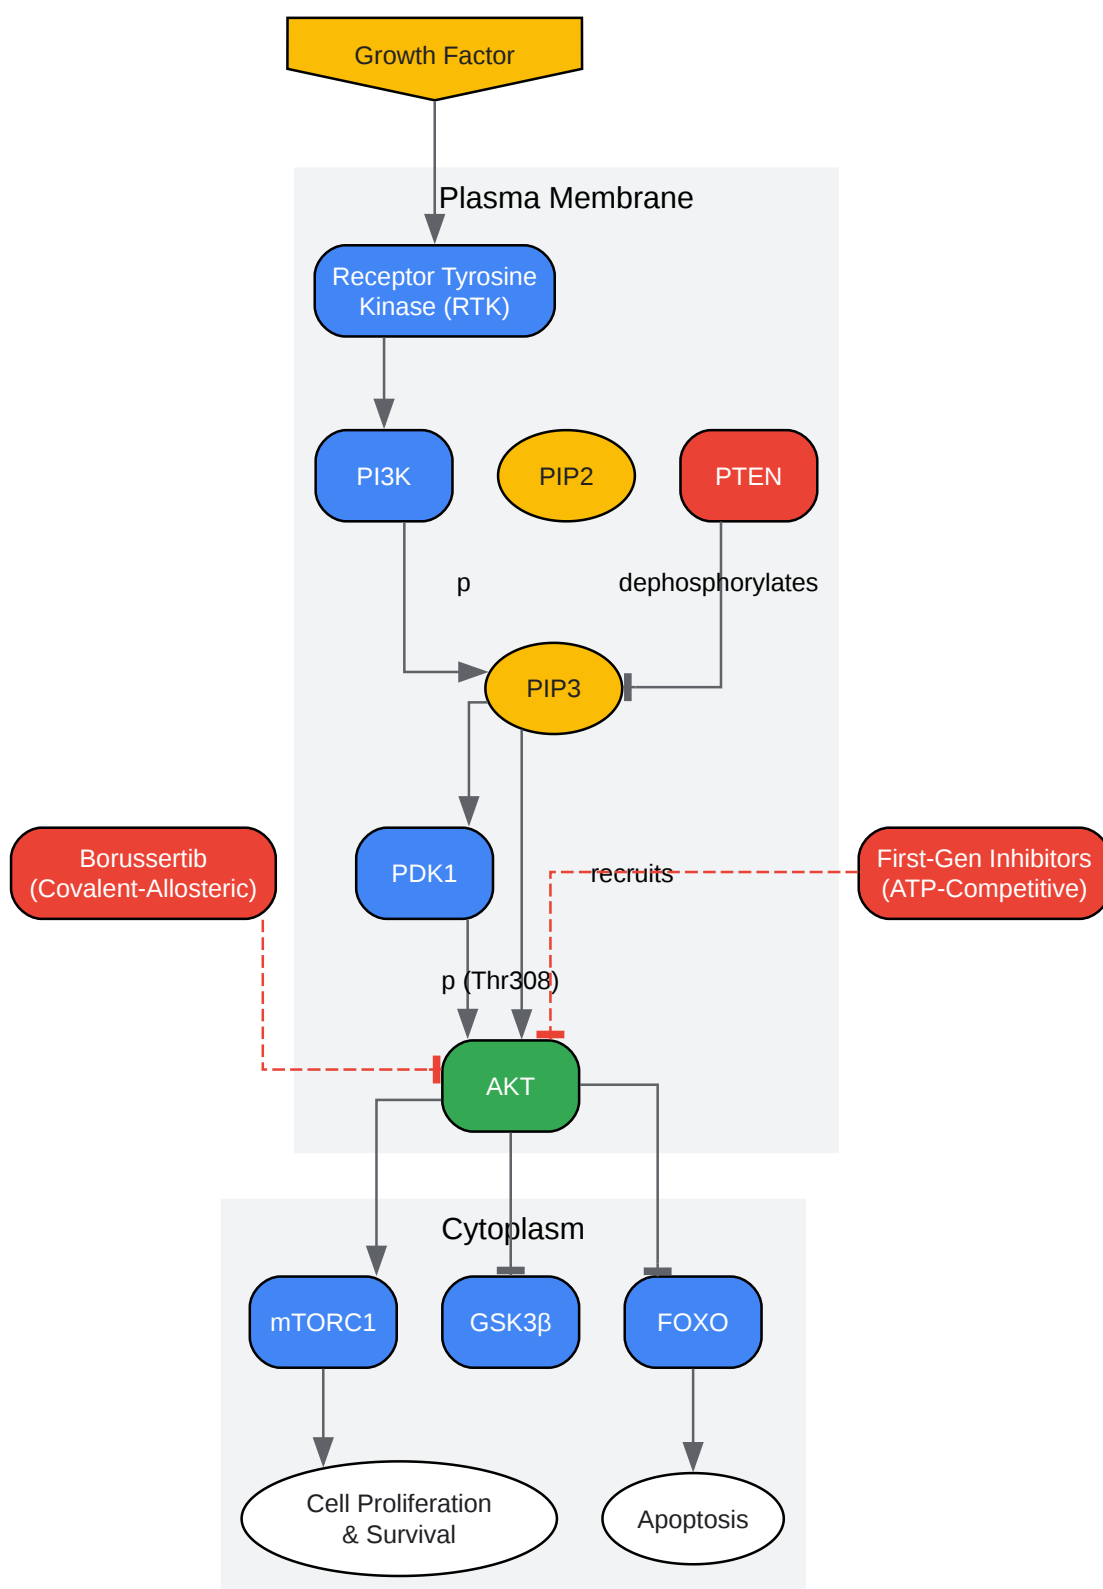 Growth Factor
Plasma Membrane
Receptor Tyrosine
Kinase (RTK)
PI3K
PIP2
PTEN
p
dephosphorylates
PIP3
Borussertib
(Covalent-Allosteric)
PDK1
recruits
First-Gen Inhibitors
(ATP-Competitive)
p (Thr308)
AKT
Cytoplasm
mTORC1
GSK3β
FOXO
Cell Proliferation
& Survival
Apoptosis